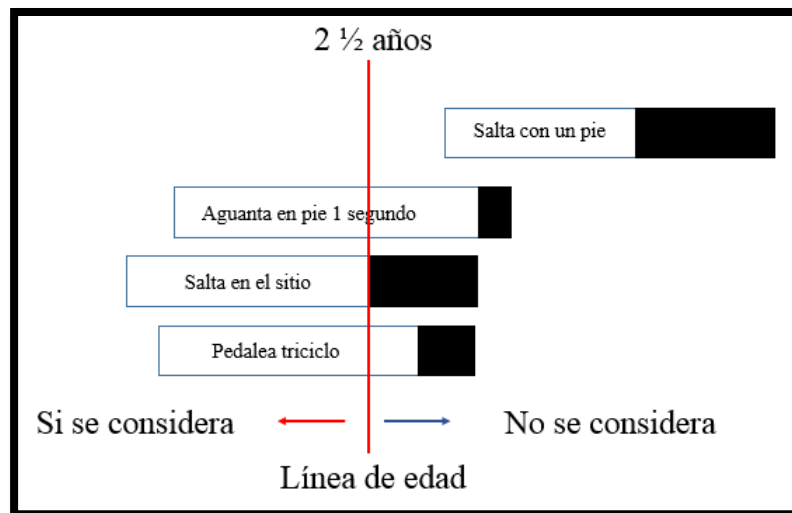 2 ½ años
Salta con un pie
Aguanta en pie 1 segundo
Salta en el sitio
Pedalea triciclo
Si se considera
No se considera
Línea de edad